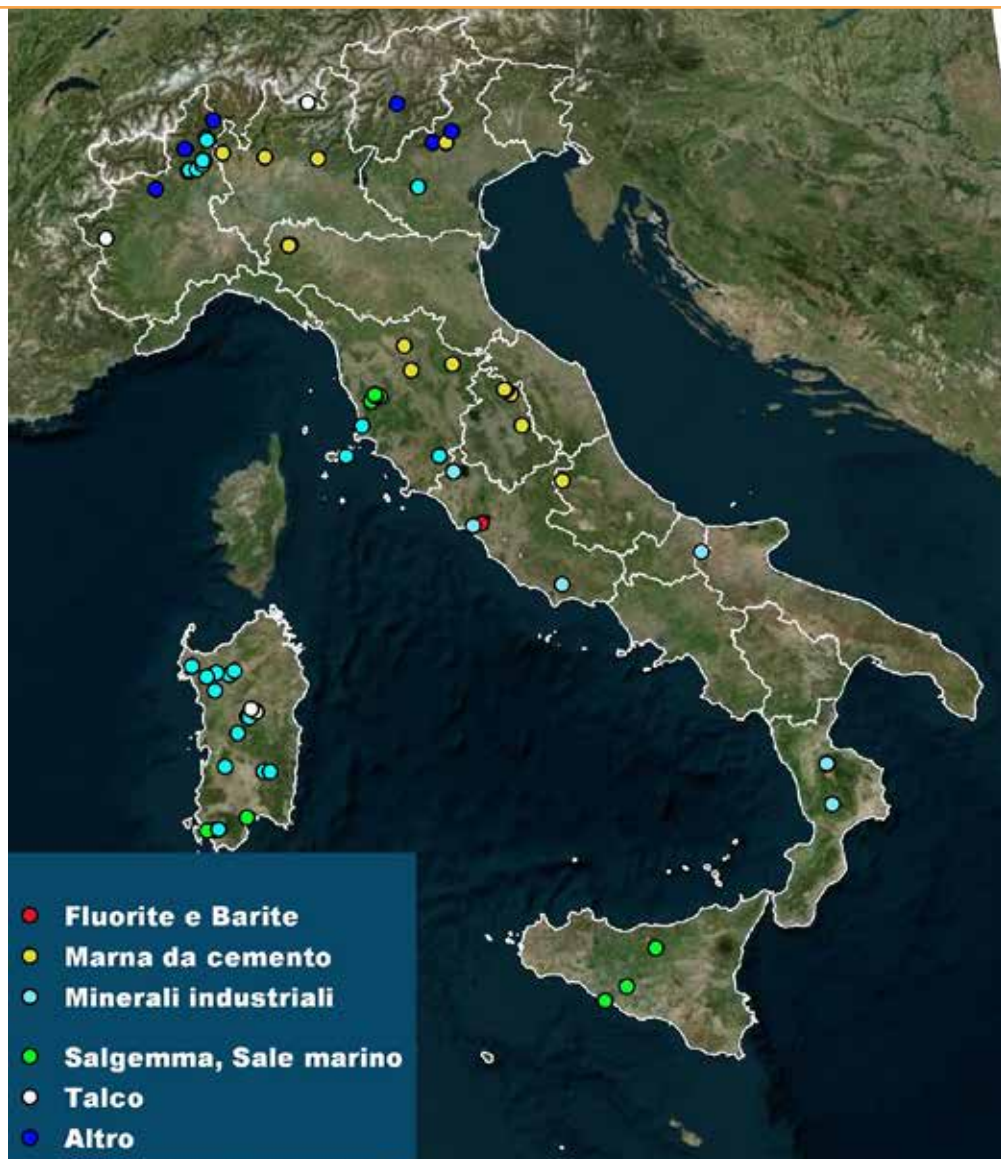 Fluorite e Barite
Marna da cemento
Minerali industriali
Salgemma, Sale marino
Talco
Altro